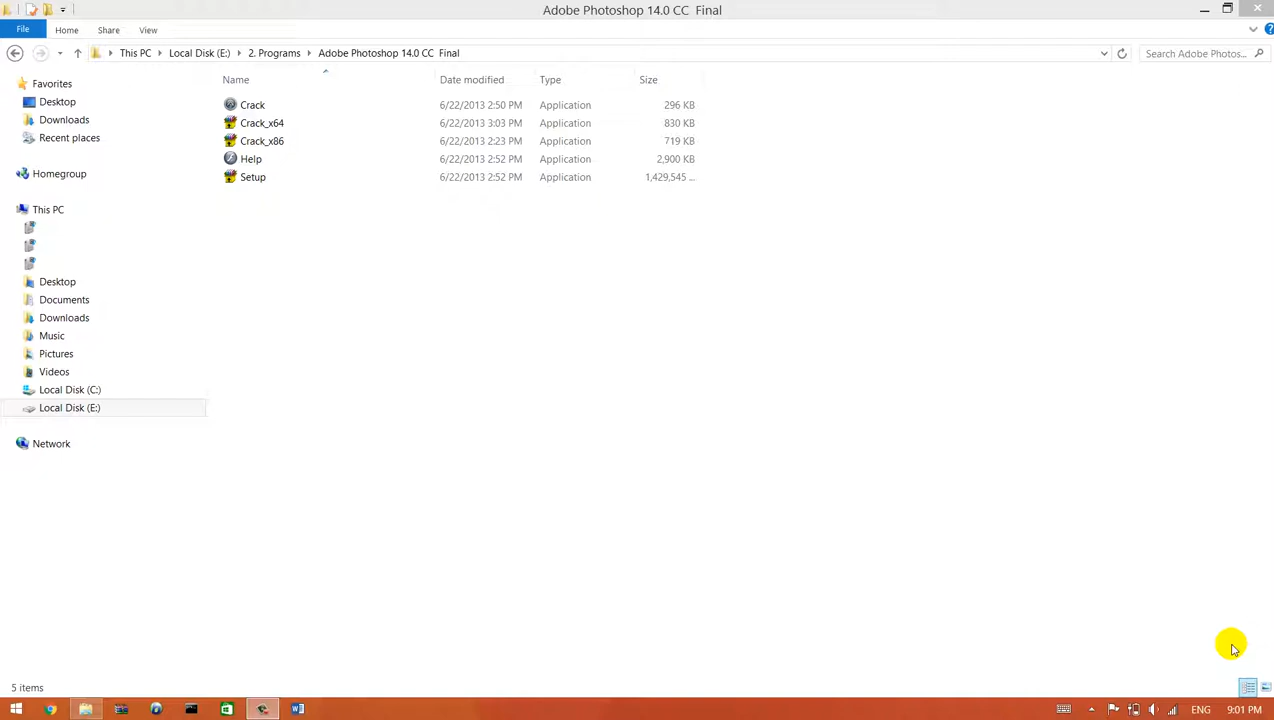 Adobe Photoshop 14.0 CC  Final
File Home Share View
This PC Local Disk (E:) 2. Programs Adobe Photoshop 14.0 CC  Final Search Adobe Photos...
Favorites
Desktop
Downloads
Recent places
Homegroup
This PC
Desktop
Documents
Downloads
Music
Pictures
Videos
Local Disk (C:)
Local Disk (E:)
Network
Name Date modified Type Size
Crack 6/22/2013 2:50 PM Application 296 KB
Crack_x64 6/22/2013 3:03 PM Application 830 KB
Crack_x86 6/22/2013 2:23 PM Application 719 KB
Help 6/22/2013 2:52 PM Application 2,900 KB
Setup 6/22/2013 2:52 PM Application 1,429,545 ...
5 items
ENG 9:01 PM